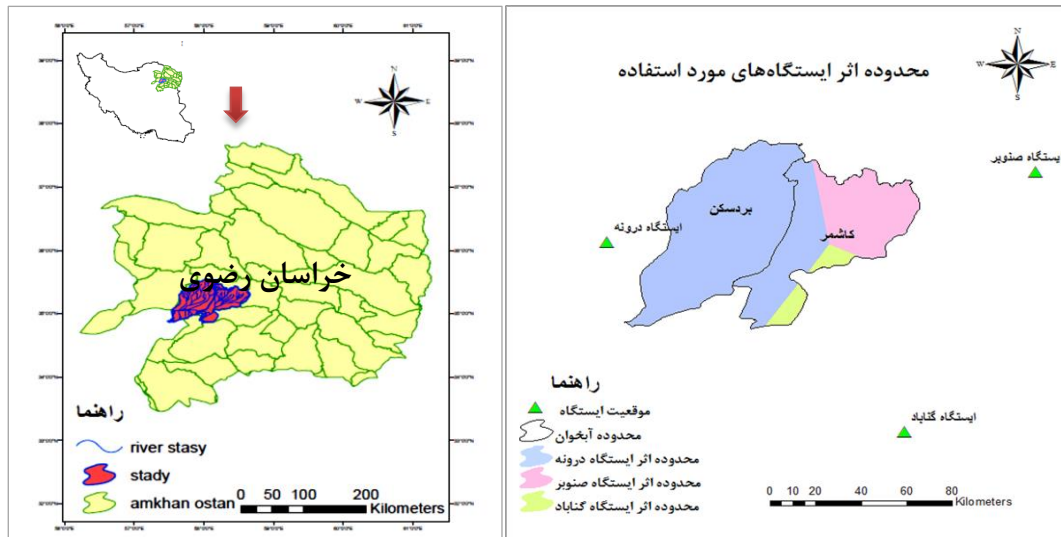 N
W
E
S
خراسان رضوی
راهنما
river stasy
stady
amkhan ostan
0 50 100 200
Kilometers
محدوده اثر ایستگاه‌های مورد استفاده
N
W
E
S
یستگاه صنوبر
بردسکن
کاشمر
ایستگاه درونه
ایستگاه گناباد
راهنما
موقعیت ایستگاه
محدوده آبخوان
محدوده اثر ایستگاه درونه
محدوده اثر ایستگاه صنوبر
محدوده اثر ایستگاه گناباد
0 10 20 40 60 80
Kilometers